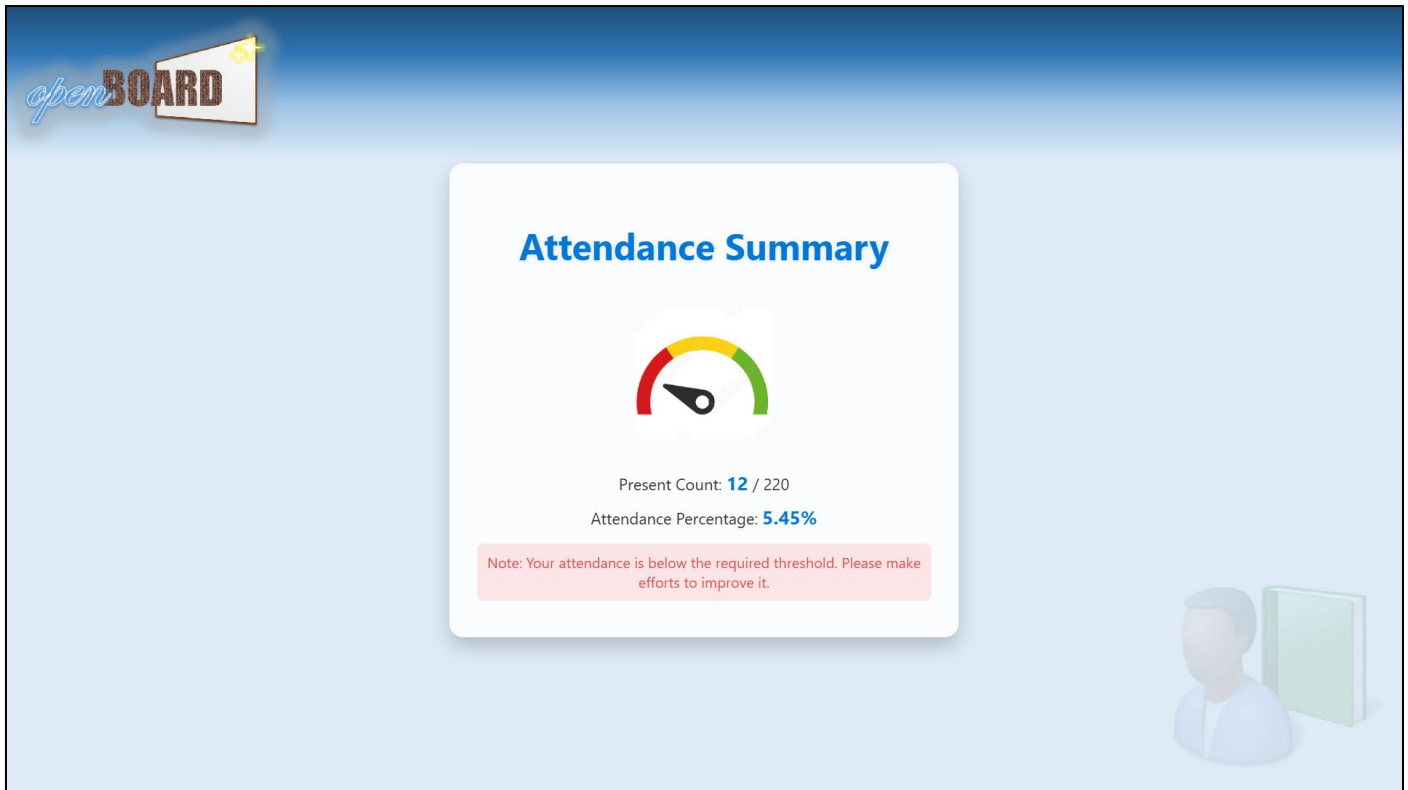 openBOARD
Attendance Summary
Present Count: 12 / 220
Attendance Percentage: 5.45%
Note: Your attendance is below the required threshold. Please make
efforts to improve it.